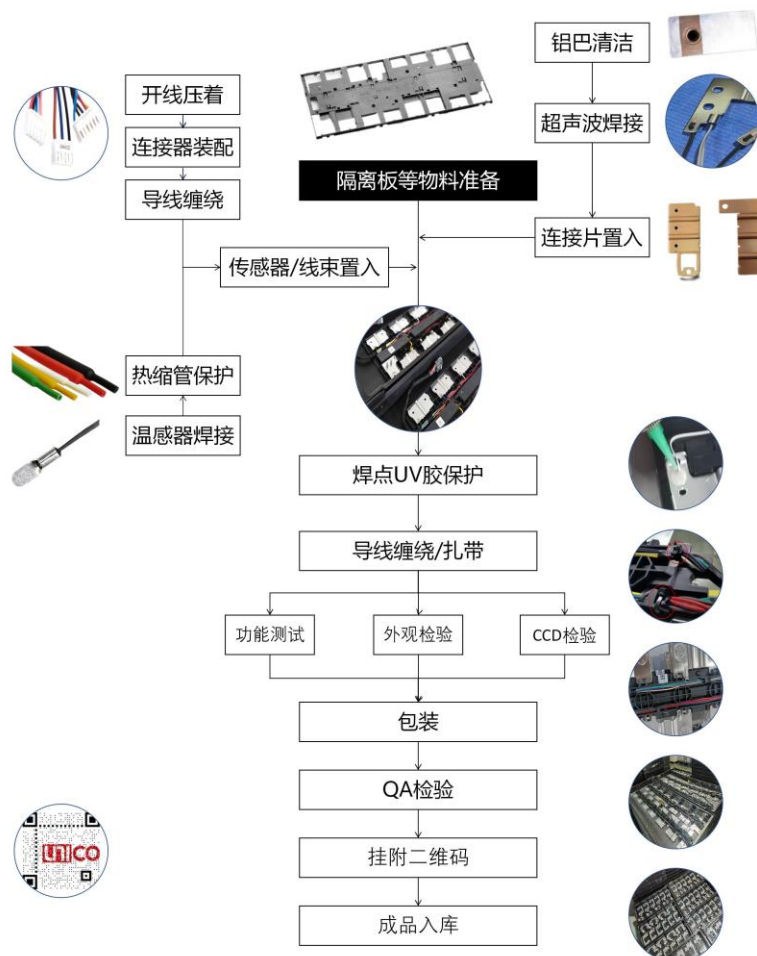 铝巴清洁
开线压着
超声波焊接
连接器装配
隔离板等物料准备
导线缠绕
连接片置入
传感器/线束置入
热缩管保护
温感器焊接
焊点UV胶保护
导线缠绕/扎带
功能测试
外观检验
CCD检验
包装
QA检验
UNICO
挂附二维码
成品入库